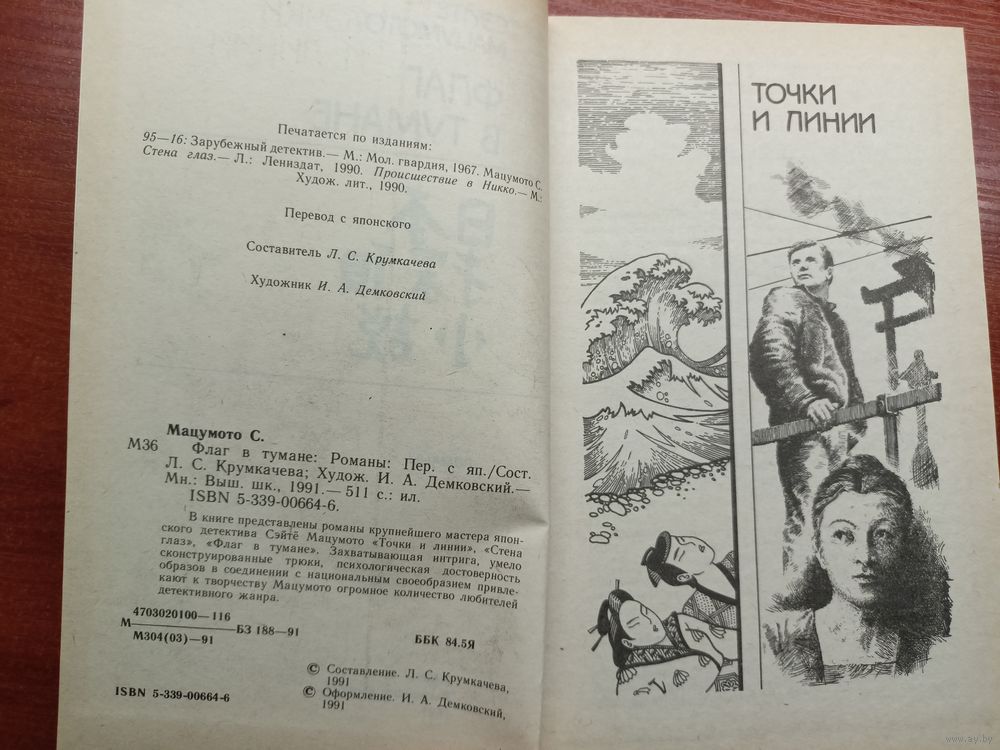 Печатается по изданиям:
95—16: Зарубежный детектив.— М.: Мол. гвардия, 1967. Мацумото С.
Стена глаз.— Л.: Лениздат, 1990. Происшествие в Никко.— М.:
Худож. лит., 1990.
Перевод с японского
Составитель Л. С. Крумкачева
Художник И. А. Демковский
Мацумото С.
М36 Флаг в тумане: Романы: Пер. с яп./Сост.
Л. С. Крумкачева; Худож. И. А. Демковский.—
Мн.: Выш. шк., 1991.— 511 с.: ил.
ISBN 5-339-00664-6.
В книге представлены романы крупнейшего мастера япон-
ского детектива Сэйтё Мацумото «Точки и линии», «Стена
глаз», «Флаг в тумане». Захватывающая интрига, умело
сконструированные трюки, психологическая достоверность
образов в соединении с национальным своеобразием привле-
кают к творчеству Мацумото огромное количество любителей
детективного жанра.
4703020100—116
М————БЗ 188—91
М304(03)—91
ББК 84.5Я
© Составление. Л. С. Крумкачева,
1991
© Оформление. И. А. Демковский,
1991
ISBN 5-339-00664-6
ТОЧКИ
И ЛИНИИ
www.ay.by